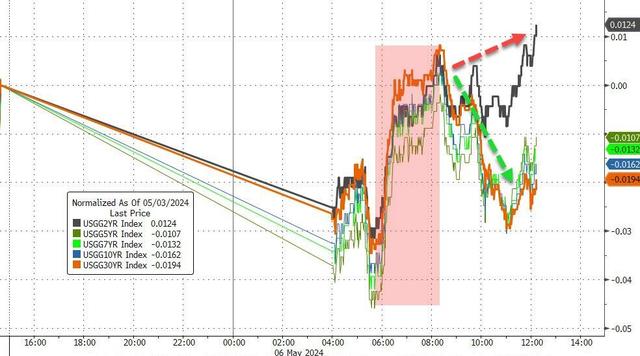 0.0124
0.01
0.00
-0.0107
-0.0132
-0.0162
-0.0194
-0.03
-0.04
-0.05
Normalized As Of 05/03/2024
Last Price
USGG2YR Index 0.0124
USGG5YR Index -0.0107
USGG7YR Index -0.0132
USGG10YR Index -0.0162
USGG30YR Index -0.0194
16:00 18:00 20:00 22:00 00:00 02:00 04:00 06:00 08:00 10:00 12:00 14:00
06 May 2024